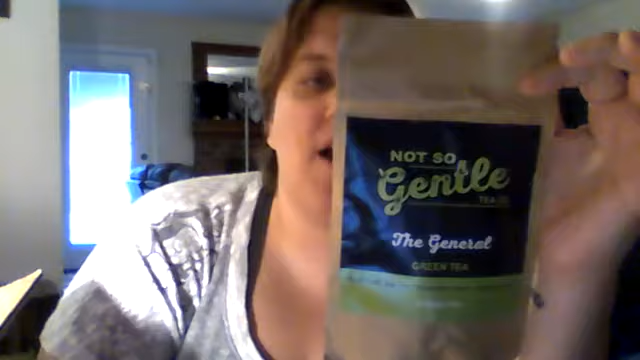 NOT SO
Gentle
TEA
The General
GREEN TEA